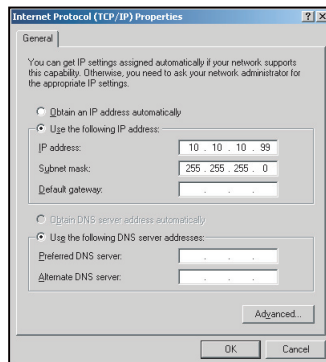 Internet Protocol (TCP/IP) Properties
General
You can get IP settings assigned automatically if your network supports
this capability. Otherwise, you need to ask your network administrator for
the appropriate IP settings.
Obtain an IP address automatically
Use the following IP address:
IP address: 10 . 10 . 10 . 99
Subnet mask: 255 . 255 . 255 . 0
Default gateway: . . .
Obtain DNS server address automatically
Use the following DNS server addresses:
Preferred DNS server: . . .
Alternate DNS server: . . .
Advanced...
OK Cancel